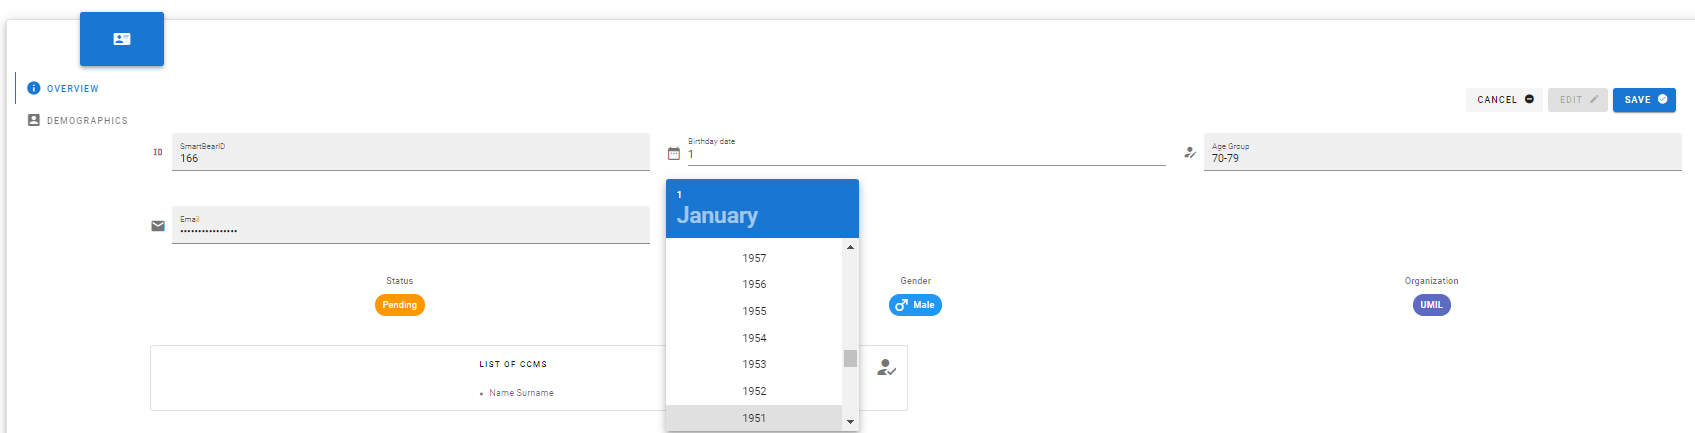 OVERVIEW
DEMOGRAPHICS
CANCEL
EDIT
SAVE
ID
SmartBearID
166
Birthday date
1
Age Group
70-79
Email
••••••••••••••••
1
January
1957
1956
1955
1954
1953
1952
1951
Status
Pending
Gender
Male
Organization
UMIL
LIST OF CCMS
• Name Surname